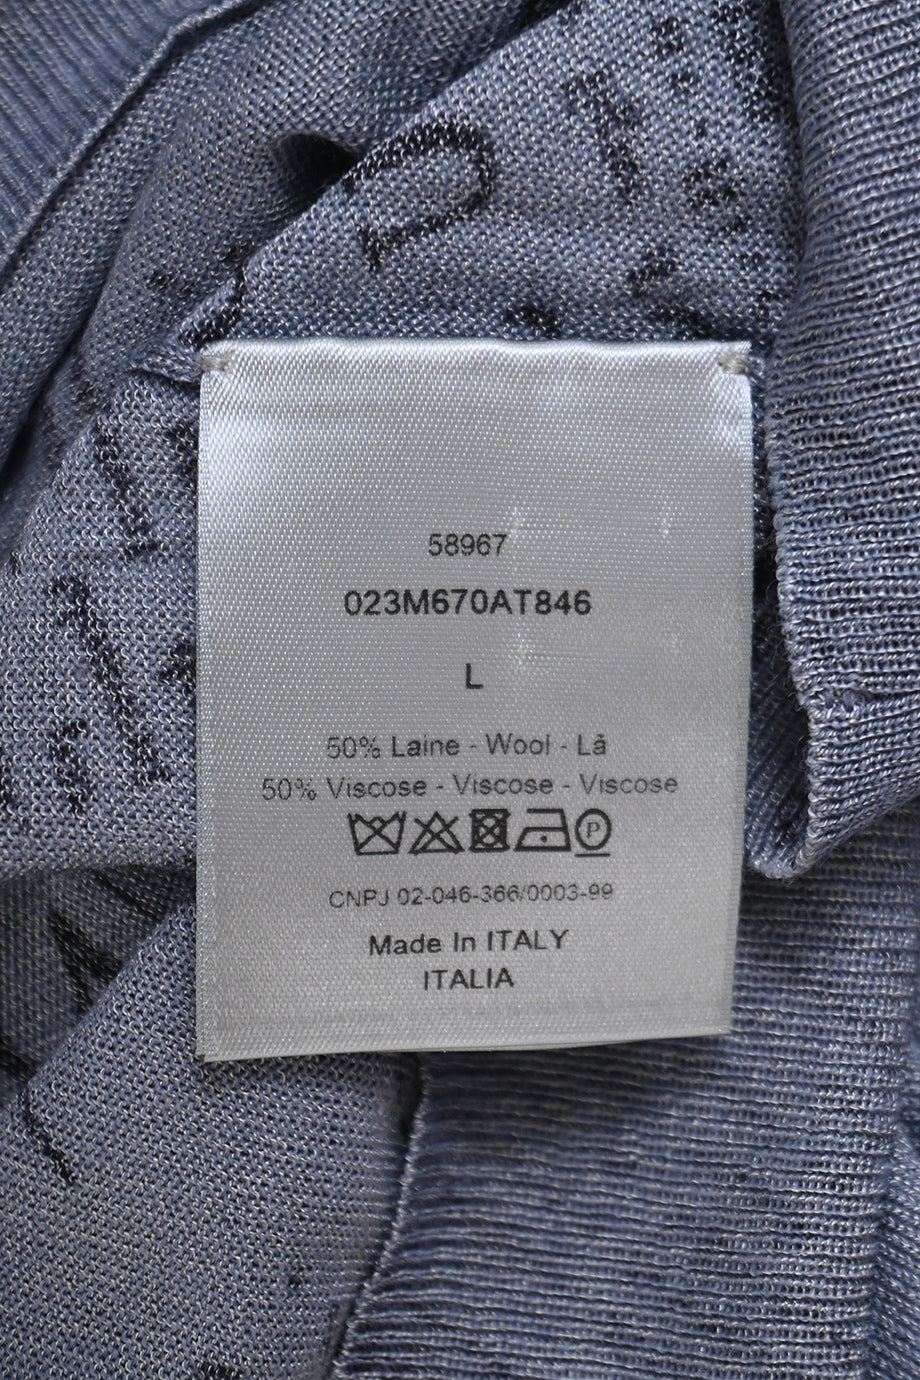 58967
023M670AT846
L
50% Laine - Wool - Lã
50% Viscose - Viscose - Viscose
P
CNPJ 02-046-366/0003-99
Made In ITALY
ITALIA